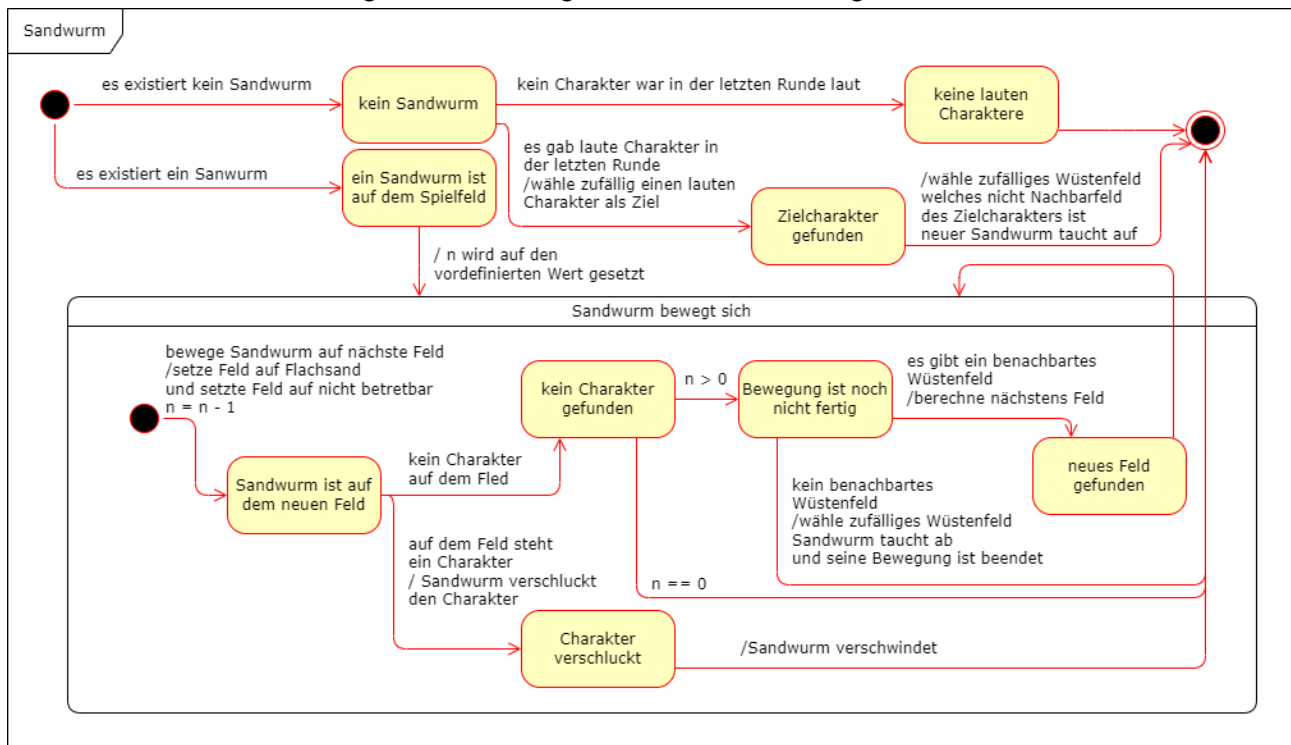 Sandwurm
es existiert kein Sandwurm
kein Sandwurm
kein Charakter war in der letzten Runde laut
keine lauten
Charaktere
es existiert ein Sanwurm
ein Sandwurm ist
auf dem Spielfeld
es gab laute Charakter in
der letzten Runde
/wähle zufällig einen lauten
Charakter als Ziel
Zielcharakter
gefunden
/wähle zufälliges Wüstenfeld
welches nicht Nachbarfeld
des Zielcharakters ist
neuer Sandwurm taucht auf
/ n wird auf den
vordefinierten Wert gesetzt
Sandwurm bewegt sich
bewege Sandwurm auf nächste Feld
/setze Feld auf Flachsand
und setzte Feld auf nicht betretbar
n = n - 1
Sandwurm ist auf
dem neuen Feld
kein Charakter
auf dem Fled
kein Charakter
gefunden
n > 0
Bewegung ist noch
nicht fertig
es gibt ein benachbartes
Wüstenfeld
/berechne nächstens Feld
neues Feld
gefunden
kein benachbartes
Wüstenfeld
/wähle zufälliges Wüstenfeld
Sandwurm taucht ab
und seine Bewegung ist beendet
n == 0
auf dem Feld steht
ein Charakter
/ Sandwurm verschluckt
den Charakter
Charakter
verschluckt
/Sandwurm verschwindet